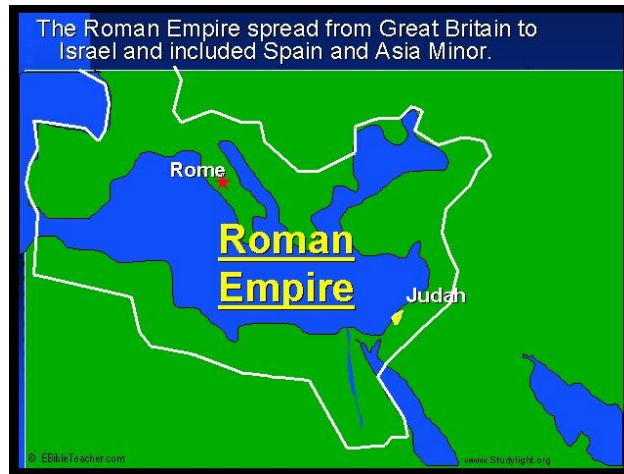 The Roman Empire spread from Great Britain to
Israel and included Spain and Asia Minor.
Rome
Roman
Empire
Judah
© EBibleTeacher.com
www.Studylight.org